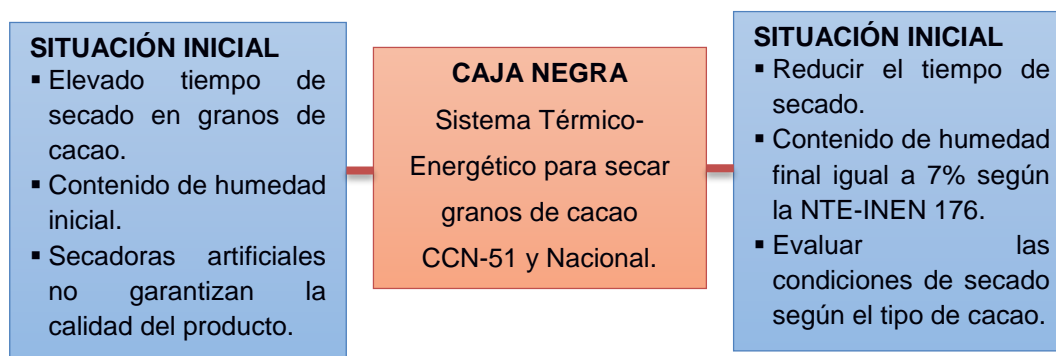 SITUACIÓN INICIAL
▪ Elevado tiempo de
secado en granos de
cacao.
▪ Contenido de humedad
inicial.
▪ Secadoras artificiales
no garantizan la
calidad del producto.
CAJA NEGRA
Sistema Térmico-
Energético para secar
granos de cacao
CCN-51 y Nacional.
SITUACIÓN INICIAL
▪ Reducir el tiempo de
secado.
▪ Contenido de humedad
final igual a 7% según
la NTE-INEN 176.
▪ Evaluar las
condiciones de secado
según el tipo de cacao.